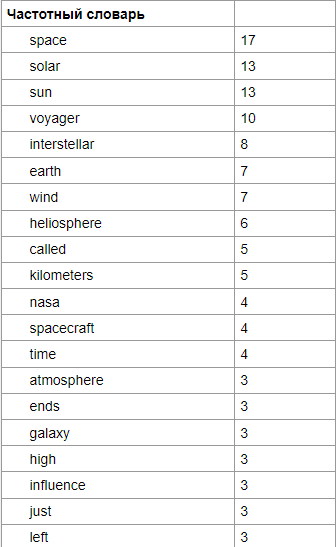 Частотный словарь
space 17
solar 13
sun 13
voyager 10
interstellar 8
earth 7
wind 7
heliosphere 6
called 5
kilometers 5
nasa 4
spacecraft 4
time 4
atmosphere 3
ends 3
galaxy 3
high 3
influence 3
just 3
left 3